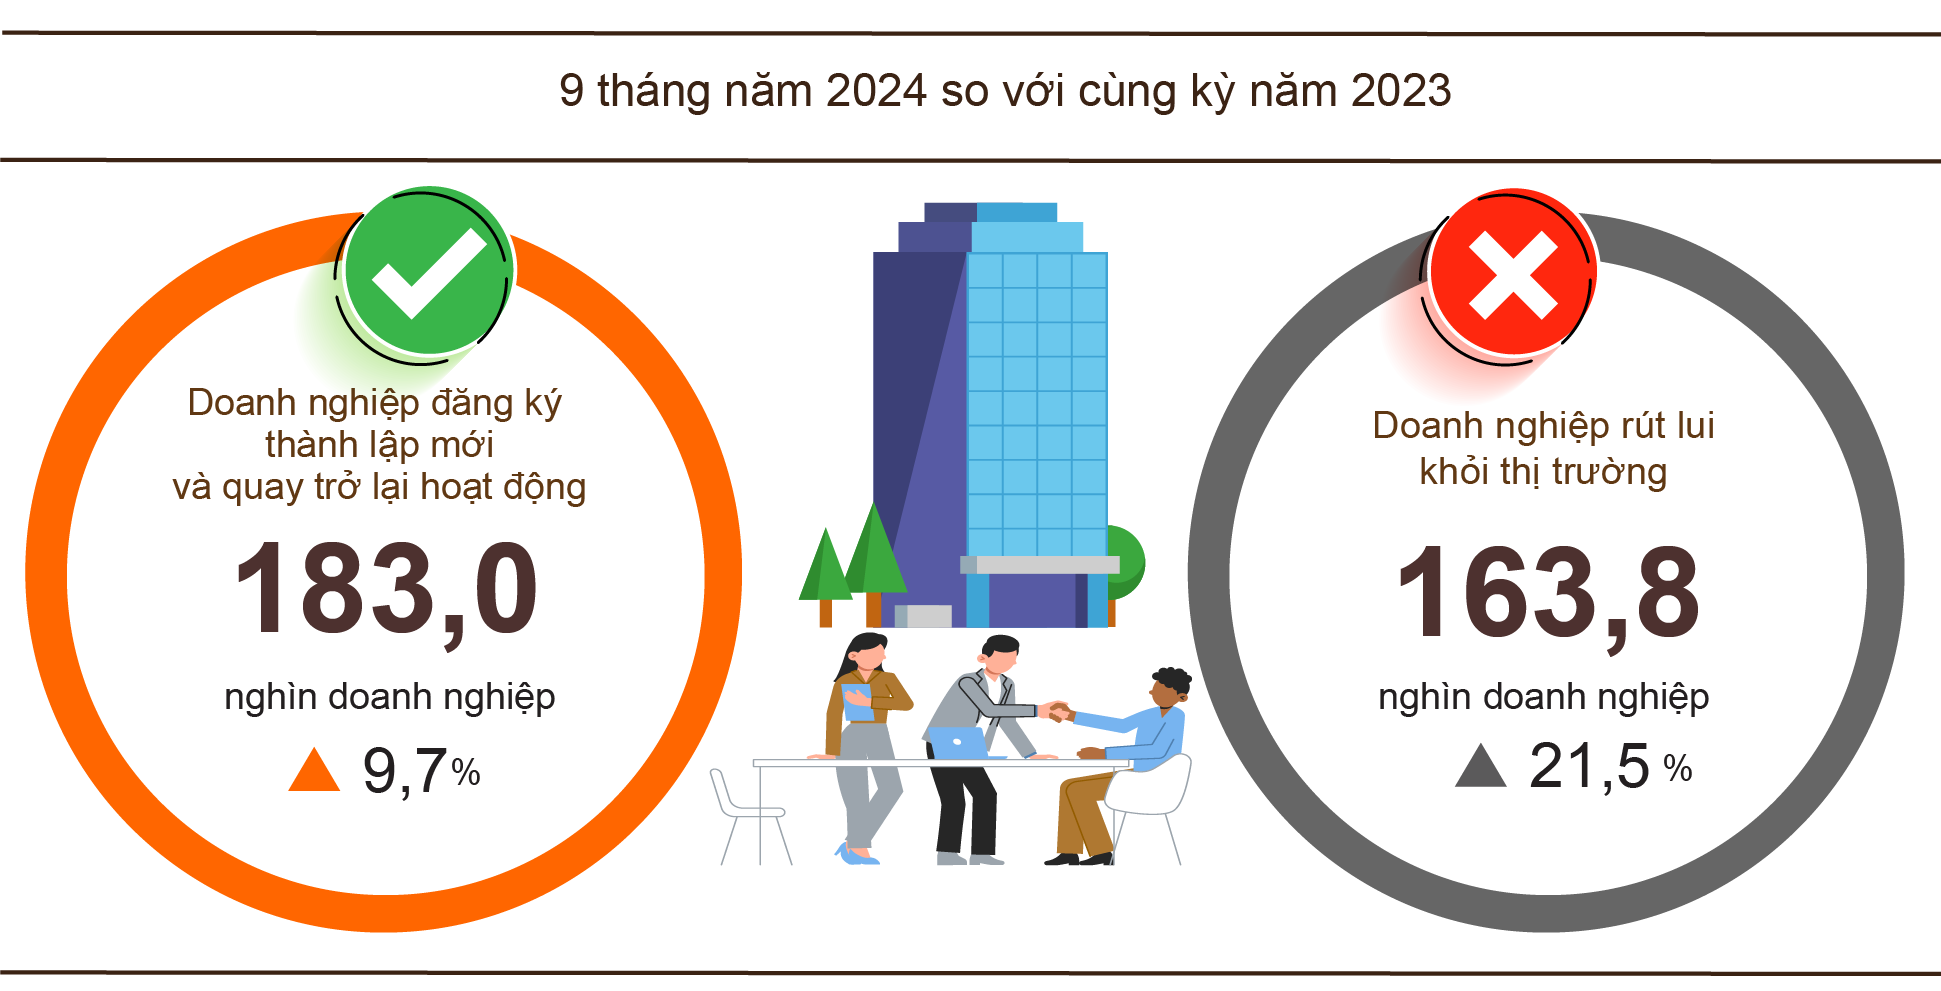 9 tháng năm 2024 so với cùng kỳ năm 2023
Doanh nghiệp đăng ký
thành lập mới
và quay trở lại hoạt động
183,0
nghìn doanh nghiệp
9,7%
Doanh nghiệp rút lui
khỏi thị trường
163,8
nghìn doanh nghiệp
21,5 %